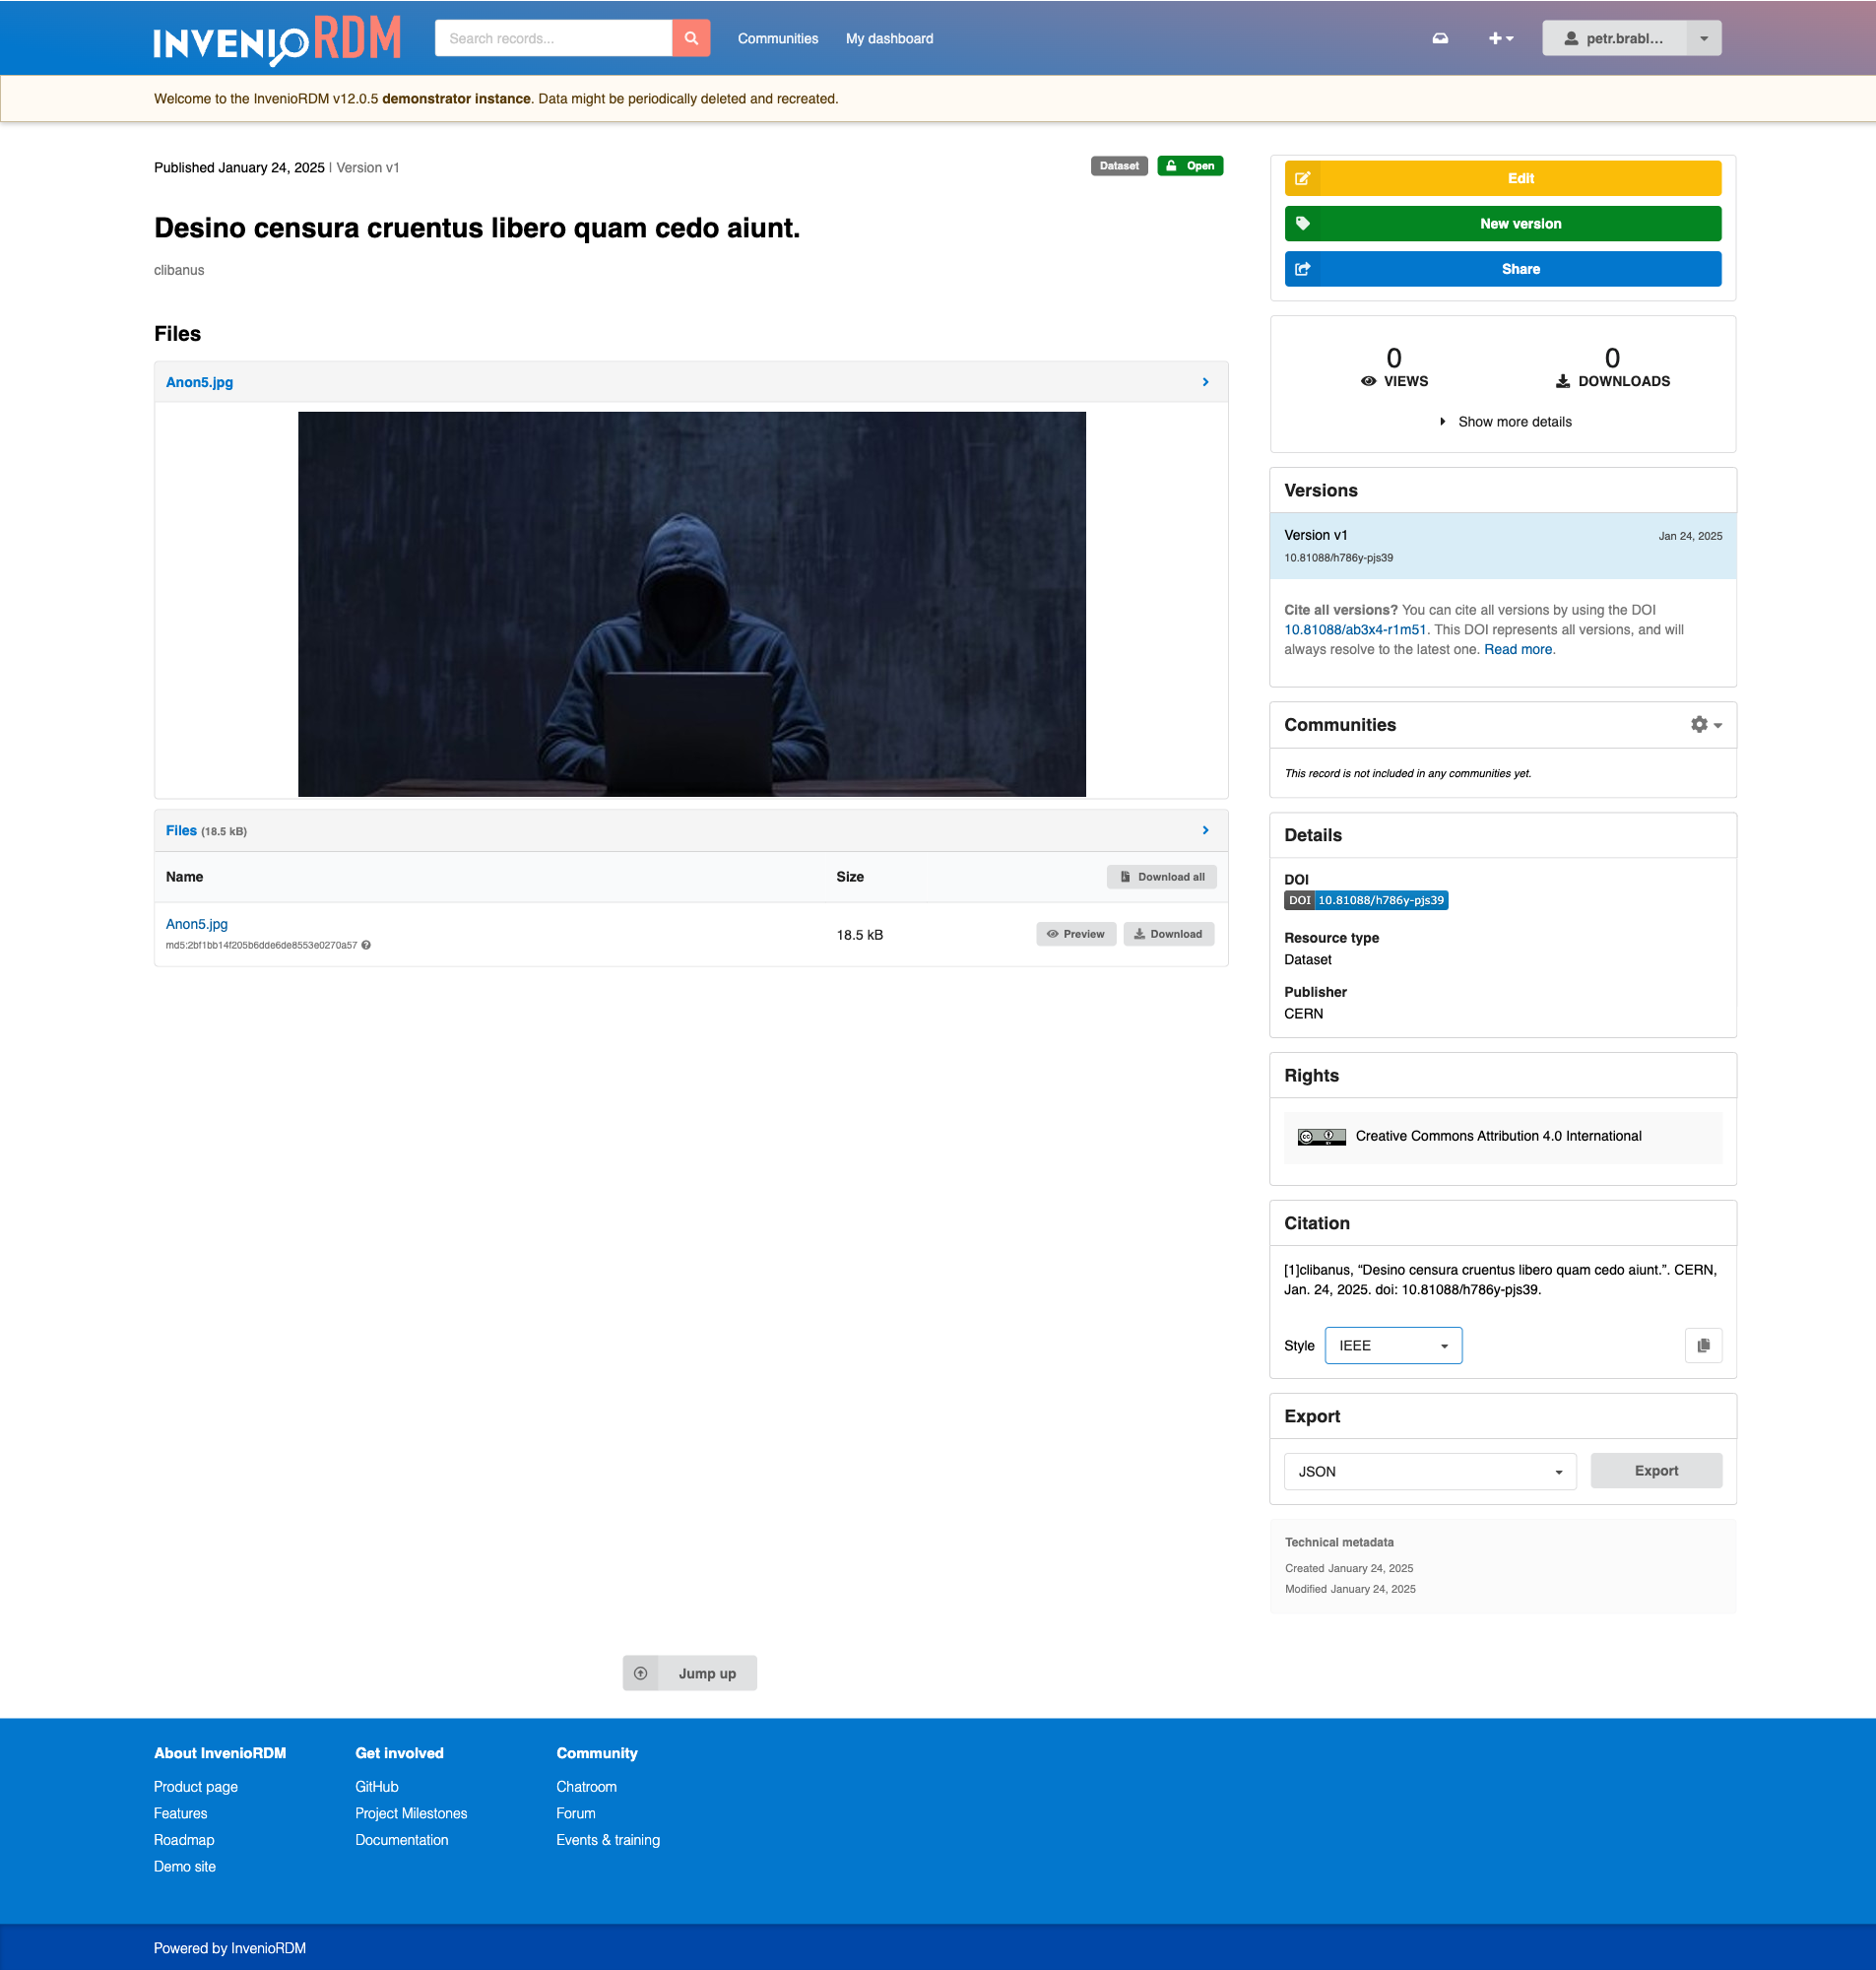 INVENIO RDM
Search records...
Communities
My dashboard
petr.brabl...
Welcome to the InvenioRDM v12.0.5 demonstrator instance. Data might be periodically deleted and recreated.
Published January 24, 2025 | Version v1
Dataset
Open
Desino censura cruentus libero quam cedo aiunt.
clibanus
Files
Anon5.jpg
Files (18.5 kB)
Name Size Download all
Anon5.jpg
md5:2bf1bb14f205b6dde6de8553e0270a57
18.5 kB
Preview
Download
Edit
New version
Share
0 0
VIEWS DOWNLOADS
Show more details
Versions
Version v1 Jan 24, 2025
10.81088/h786y-pjs39
Cite all versions? You can cite all versions by using the DOI
10.81088/ab3x4-r1m51. This DOI represents all versions, and will
always resolve to the latest one. Read more.
Communities
This record is not included in any communities yet.
Details
DOI
DOI 10.81088/h786y-pjs39
Resource type
Dataset
Publisher
CERN
Rights
Creative Commons Attribution 4.0 International
Citation
[1]clibanus, “Desino censura cruentus libero quam cedo aiunt.”. CERN,
Jan. 24, 2025. doi: 10.81088/h786y-pjs39.
Style IEEE
Export
JSON Export
Technical metadata
Created January 24, 2025
Modified January 24, 2025
Jump up
About InvenioRDM
Product page
Features
Roadmap
Demo site
Get involved
GitHub
Project Milestones
Documentation
Community
Chatroom
Forum
Events & training
Powered by InvenioRDM